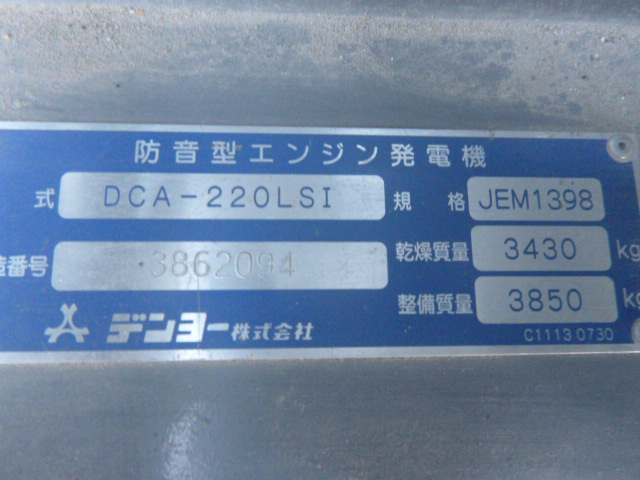 防音型エンジン発電機
式 DCA-220LSI 規格 JEM1398
造番号 3862094 乾燥質量 3430 kg
整備質量 3850 kg
デンヨー株式会社 C1113 0730